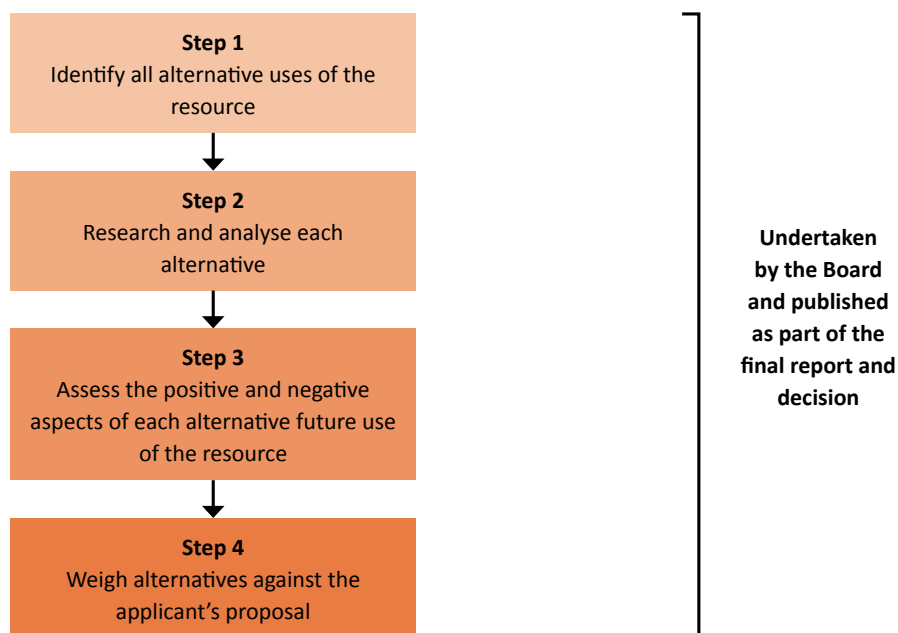 Step 1
Identify all alternative uses of the
resource
Step 2
Research and analyse each
alternative
Step 3
Assess the positive and negative
aspects of each alternative future use
of the resource
Step 4
Weigh alternatives against the
applicant’s proposal
Undertaken
by the Board
and published
as part of the
final report and
decision